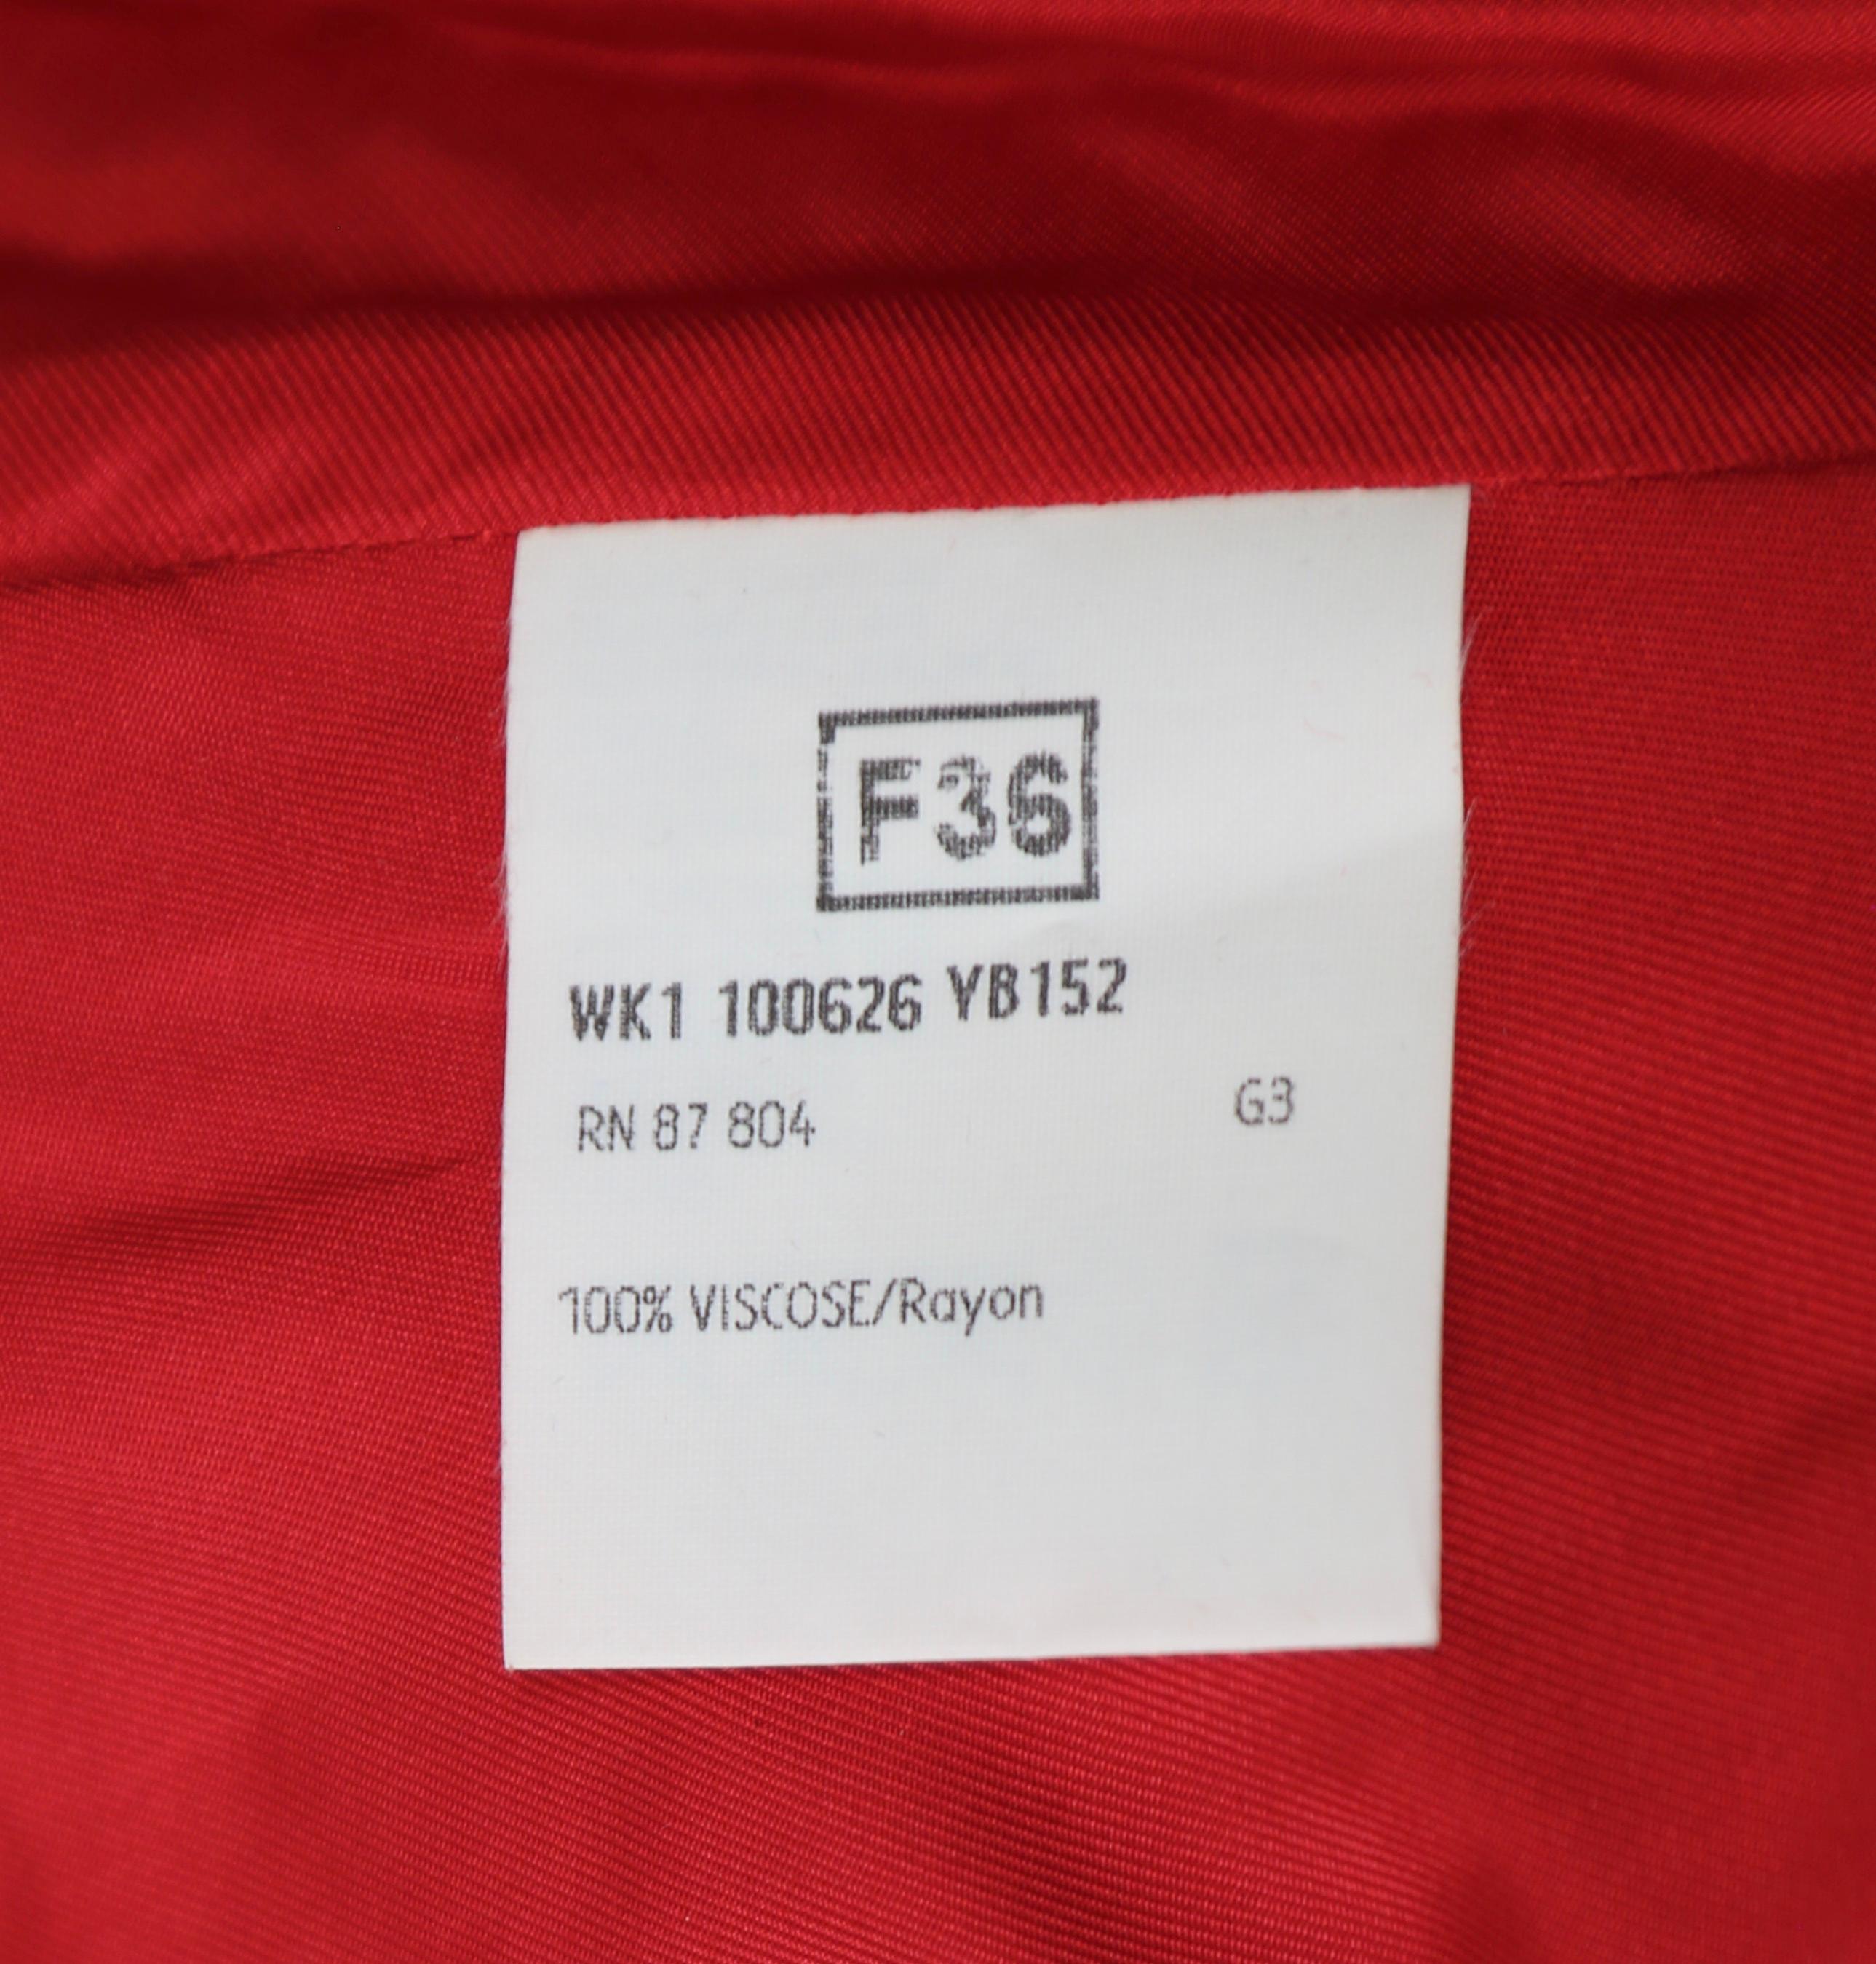 F36
WK1 100626 YB152
RN 87 804 G3
100% VISCOSE/Rayon